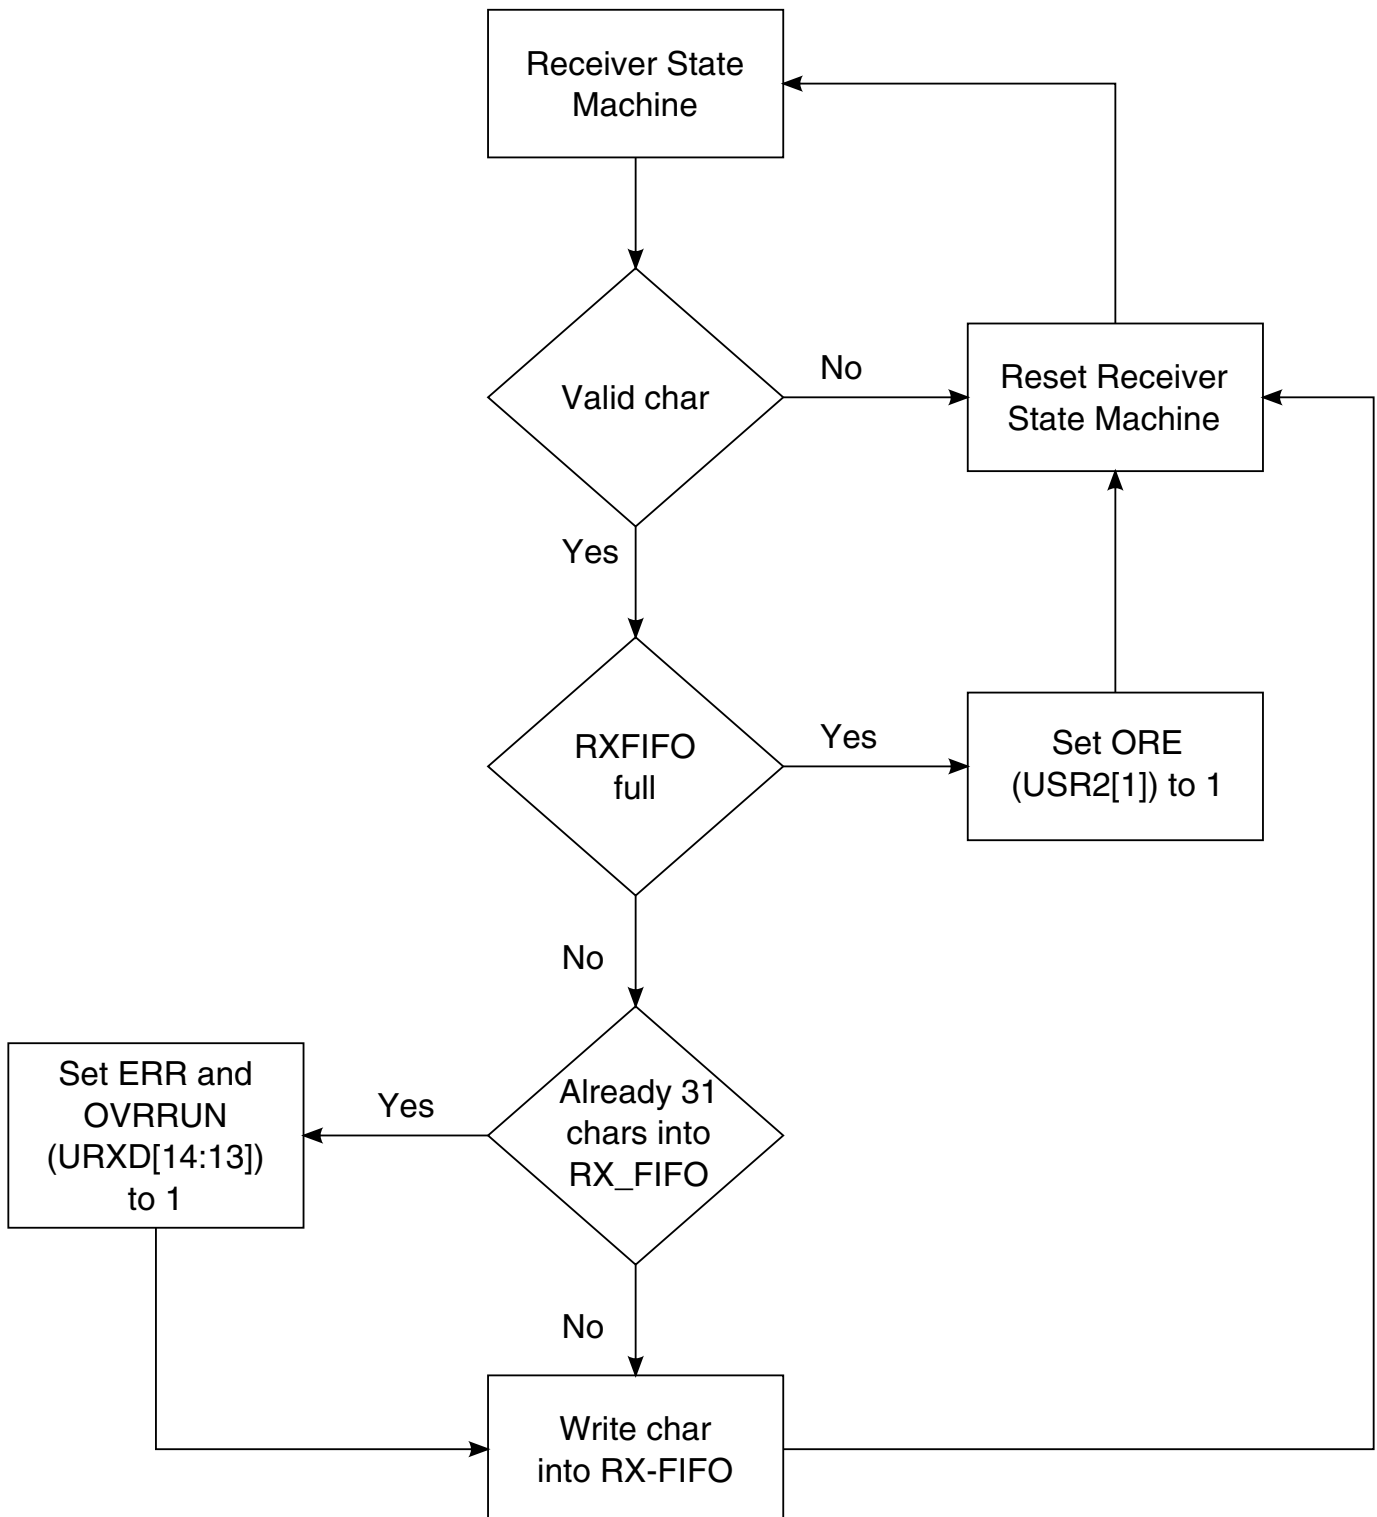 Receiver State
Machine
Valid char
No
Reset Receiver
State Machine
Yes
RXFIFO
full
Yes
Set ORE
(USR2[1]) to 1
No
Set ERR and
OVRRUN
(URXD[14:13])
to 1
Yes
Already 31
chars into
RX_FIFO
No
Write char
into RX-FIFO